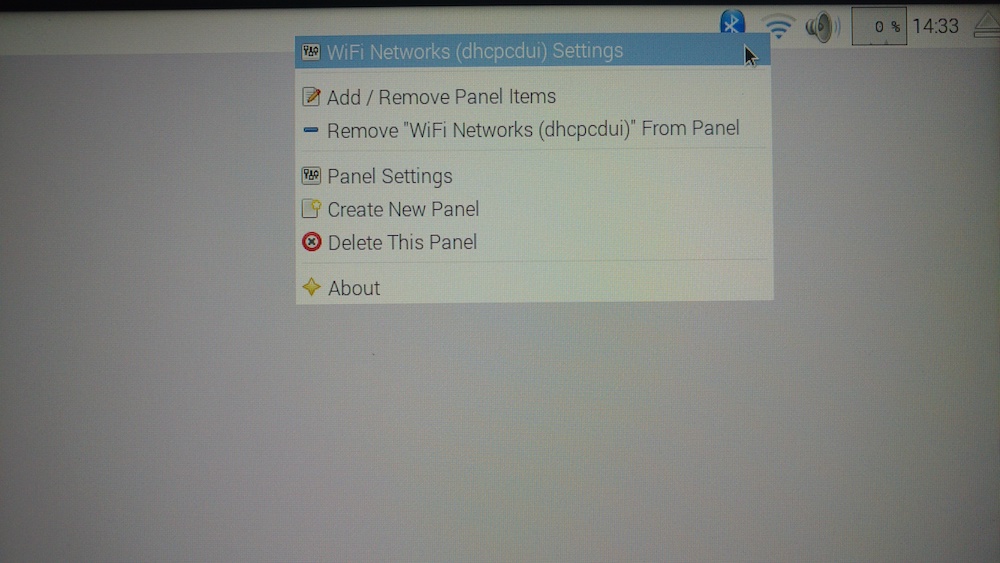 0 % 14:33
WiFi Networks (dhcpcdui) Settings
Add / Remove Panel Items
Remove "WiFi Networks (dhcpcdui)" From Panel
Panel Settings
Create New Panel
Delete This Panel
About